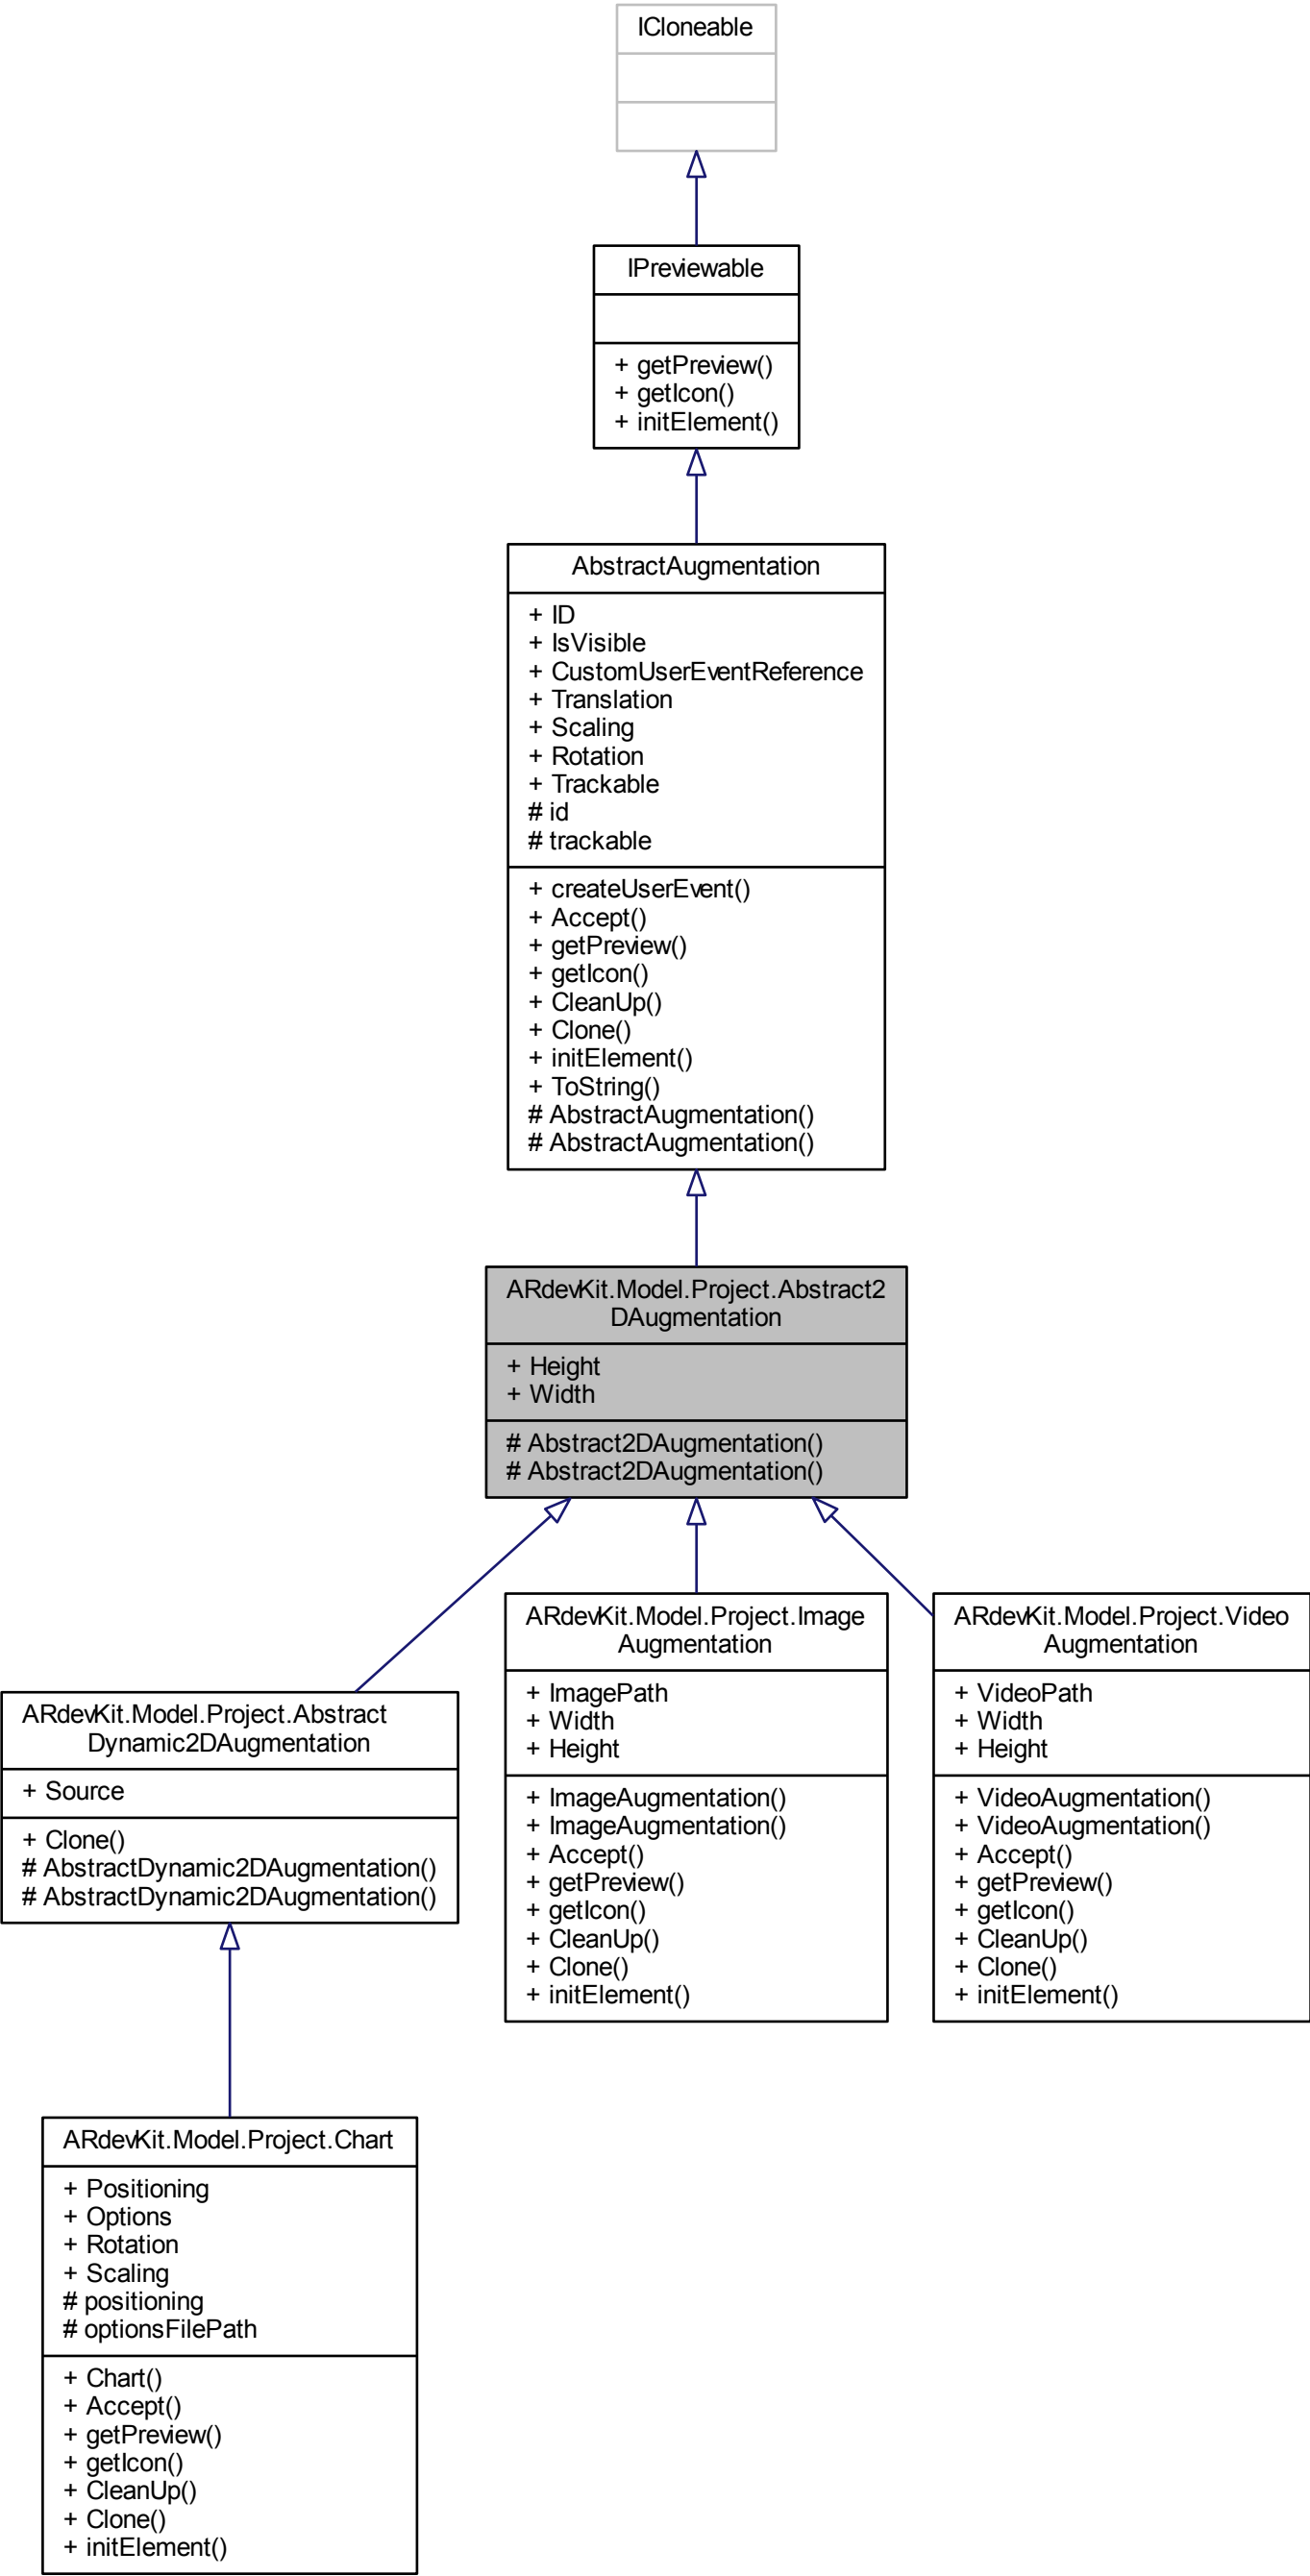 ICloneable
IPreviewable
+ getPreview()
+ getIcon()
+ initElement()
AbstractAugmentation
+ ID
+ IsVisible
+ CustomUserEventReference
+ Translation
+ Scaling
+ Rotation
+ Trackable
# id
# trackable
+ createUserEvent()
+ Accept()
+ getPreview()
+ getIcon()
+ CleanUp()
+ Clone()
+ initElement()
+ ToString()
# AbstractAugmentation()
# AbstractAugmentation()
ARdevKit.Model.Project.Abstract2
DAugmentation
+ Height
+ Width
# Abstract2DAugmentation()
# Abstract2DAugmentation()
ARdevKit.Model.Project.Abstract
Dynamic2DAugmentation
+ Source
+ Clone()
# AbstractDynamic2DAugmentation()
# AbstractDynamic2DAugmentation()
ARdevKit.Model.Project.Image
Augmentation
+ ImagePath
+ Width
+ Height
+ ImageAugmentation()
+ ImageAugmentation()
+ Accept()
+ getPreview()
+ getIcon()
+ CleanUp()
+ Clone()
+ initElement()
ARdevKit.Model.Project.Video
Augmentation
+ VideoPath
+ Width
+ Height
+ VideoAugmentation()
+ VideoAugmentation()
+ Accept()
+ getPreview()
+ getIcon()
+ CleanUp()
+ Clone()
+ initElement()
ARdevKit.Model.Project.Chart
+ Positioning
+ Options
+ Rotation
+ Scaling
# positioning
# optionsFilePath
+ Chart()
+ Accept()
+ getPreview()
+ getIcon()
+ CleanUp()
+ Clone()
+ initElement()